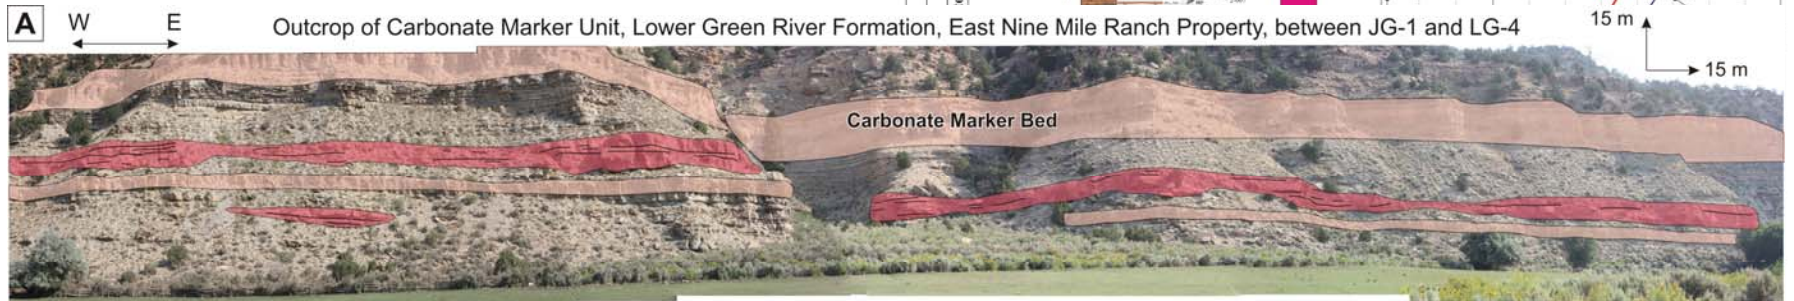 A
W E
Outcrop of Carbonate Marker Unit, Lower Green River Formation, East Nine Mile Ranch Property, between JG-1 and LG-4
15 m
15 m
Carbonate Marker Bed